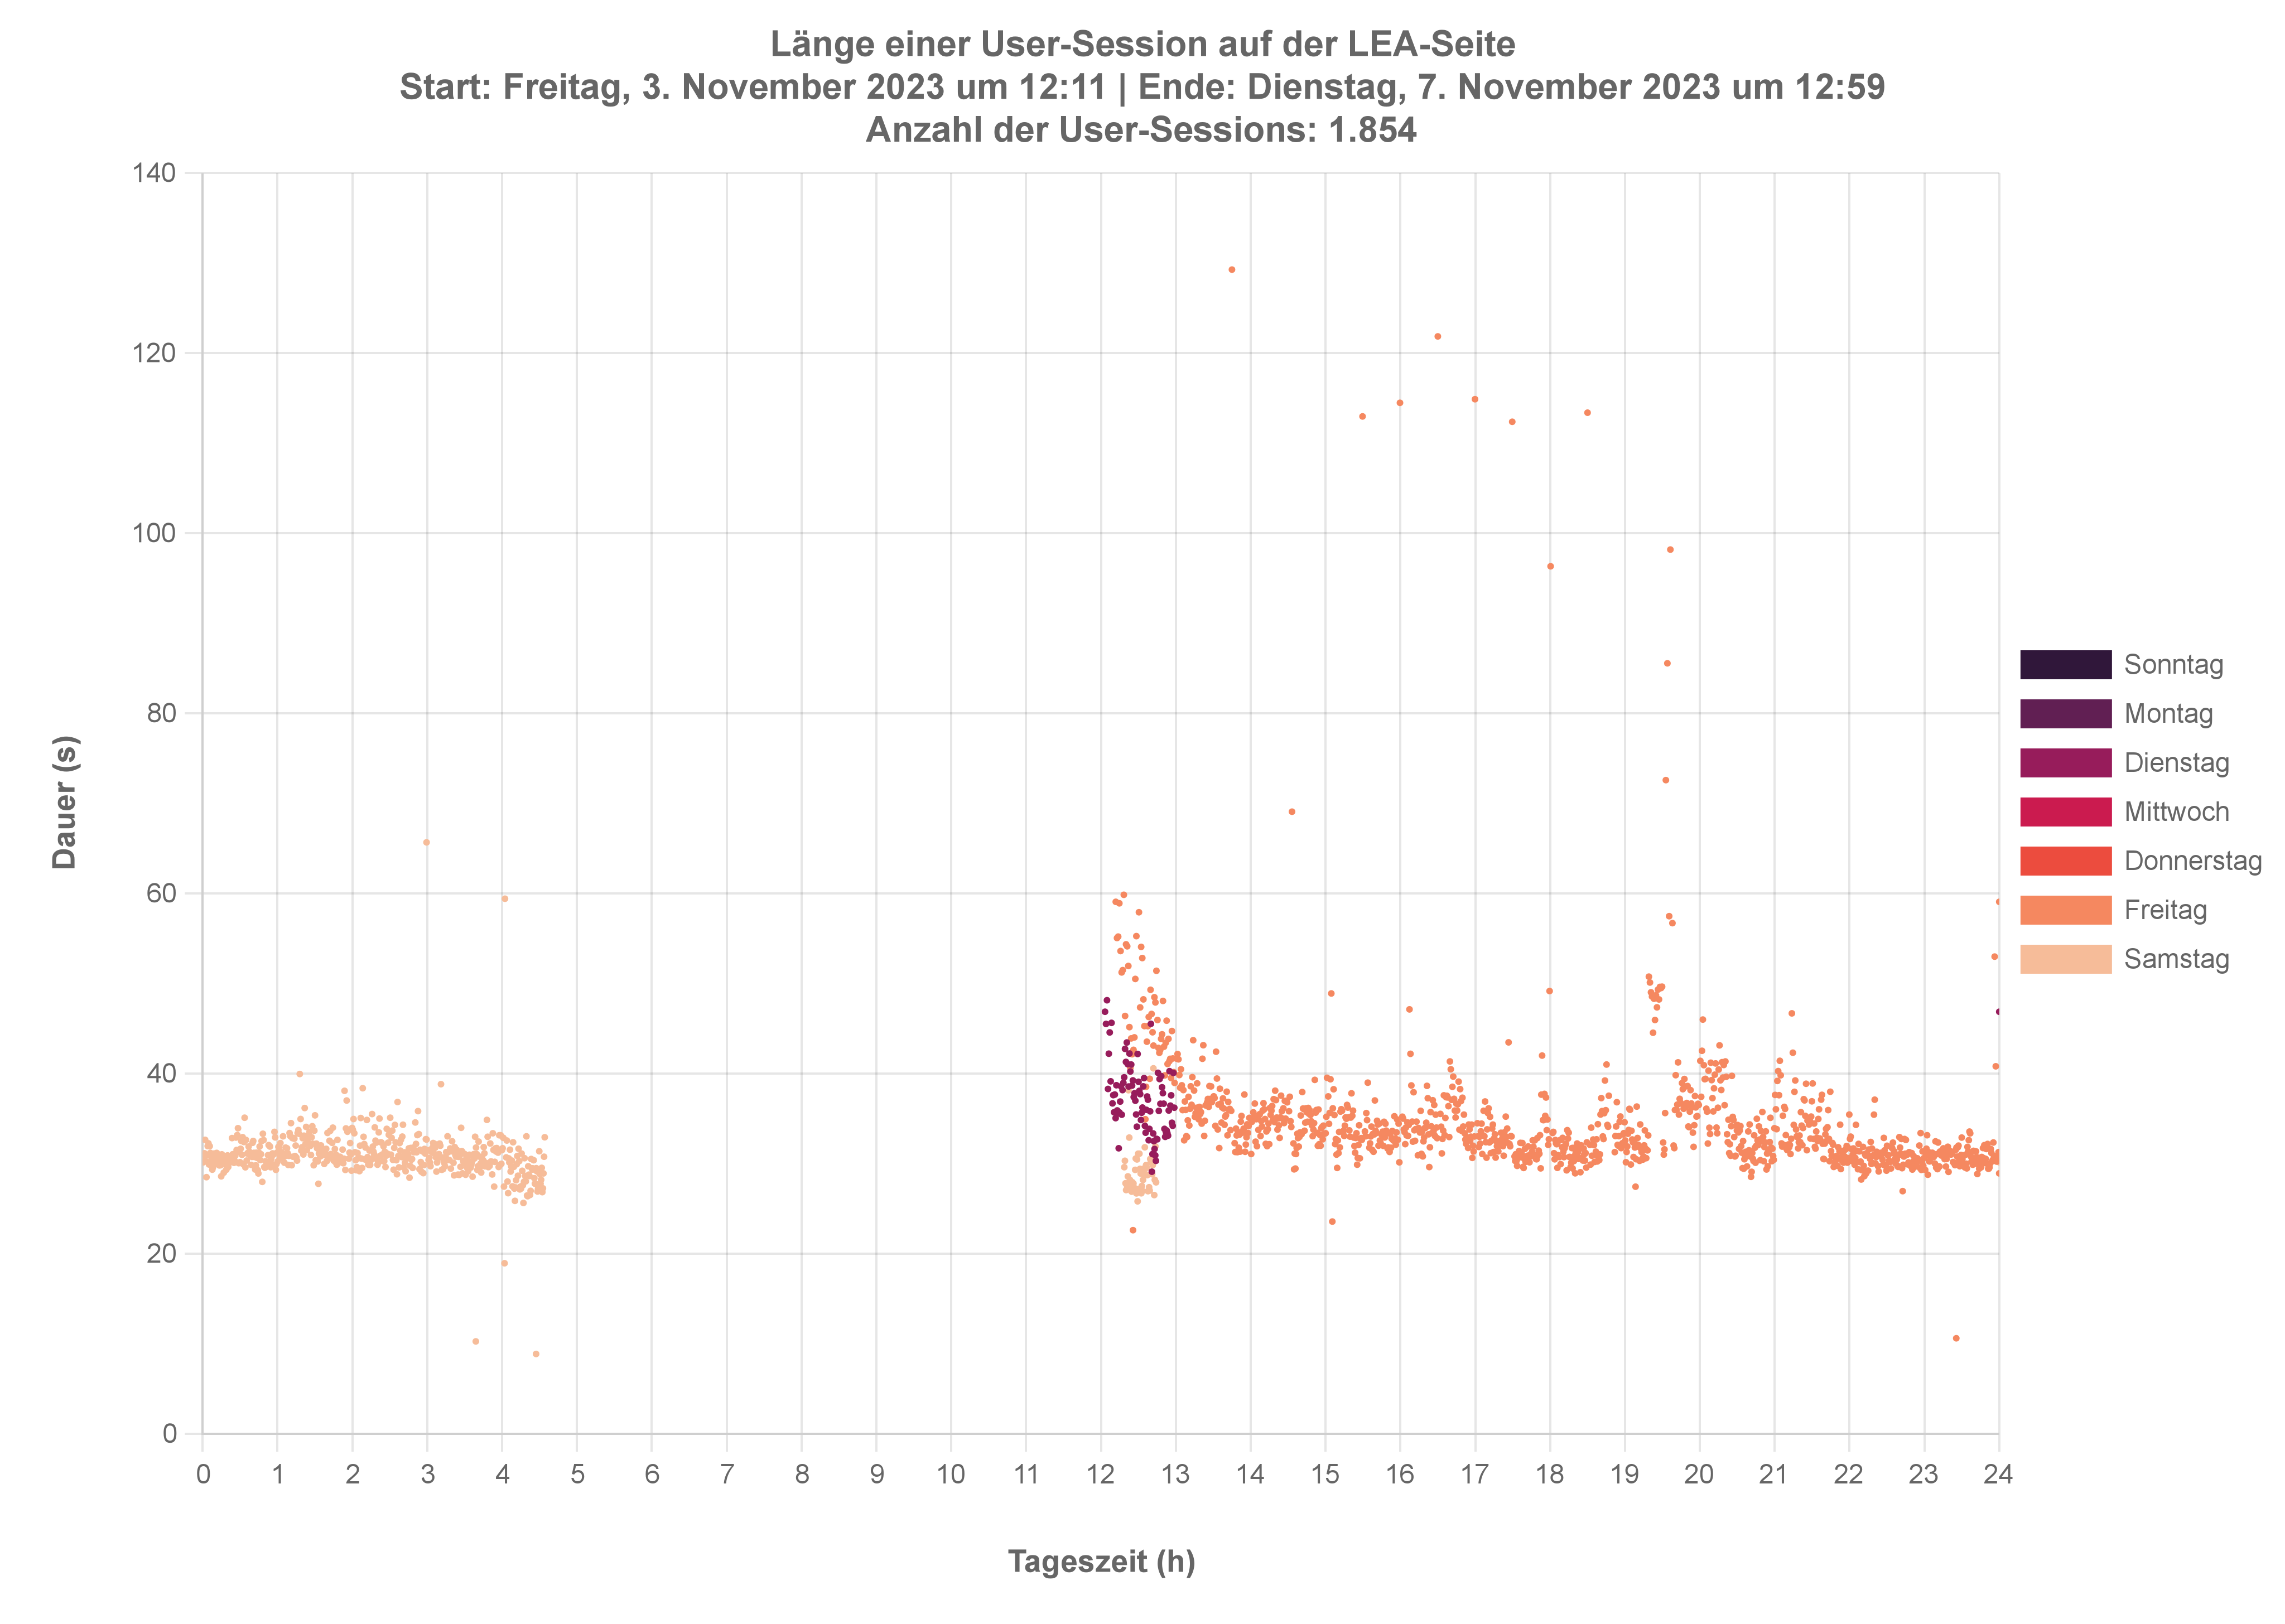 Länge einer User-Session auf der LEA-Seite
Start: Freitag, 3. November 2023 um 12:11 | Ende: Dienstag, 7. November 2023 um 12:59
Anzahl der User-Sessions: 1.854
140
120
100
80
60
40
20
0
Dauer (s)
0 1 2 3 4 5 6 7 8 9 10 11 12 13 14 15 16 17 18 19 20 21 22 23 24
Tageszeit (h)
Sonntag
Montag
Dienstag
Mittwoch
Donnerstag
Freitag
Samstag